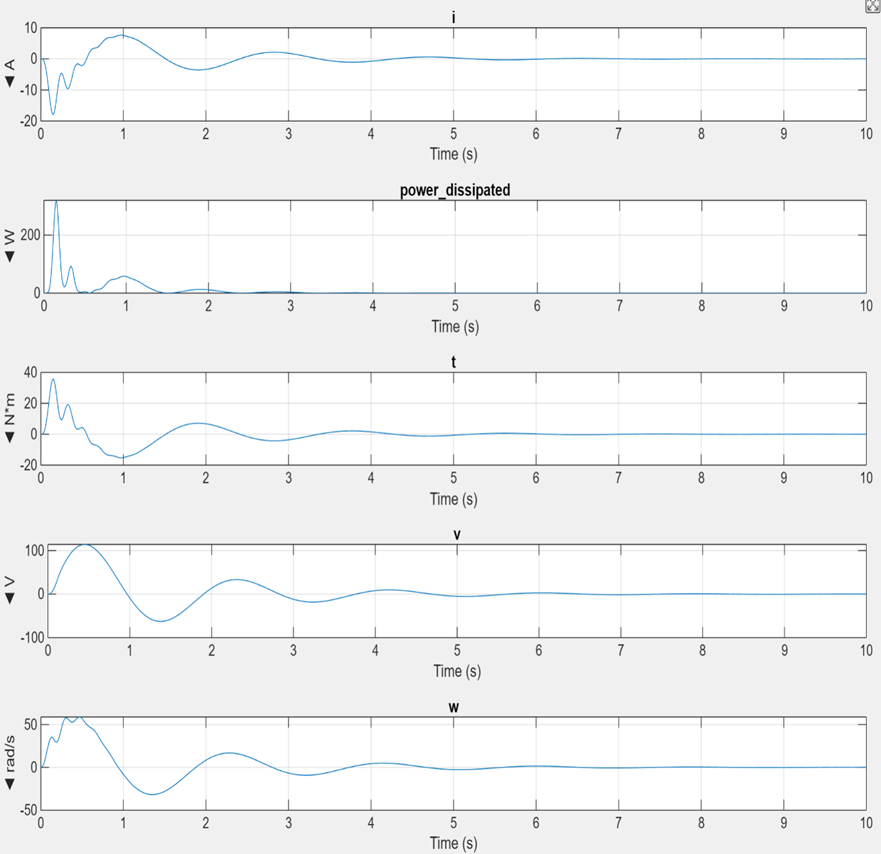 i
10
0
-10
-20
◀ A
0 1 2 3 4 5 6 7 8 9 10
Time (s)
power_dissipated
200
0
◀ W
0 1 2 3 4 5 6 7 8 9 10
Time (s)
t
40
20
0
-20
◀ N*m
0 1 2 3 4 5 6 7 8 9 10
Time (s)
v
100
0
-100
◀ V
0 1 2 3 4 5 6 7 8 9 10
Time (s)
w
50
0
-50
◀ rad/s
0 1 2 3 4 5 6 7 8 9 10
Time (s)